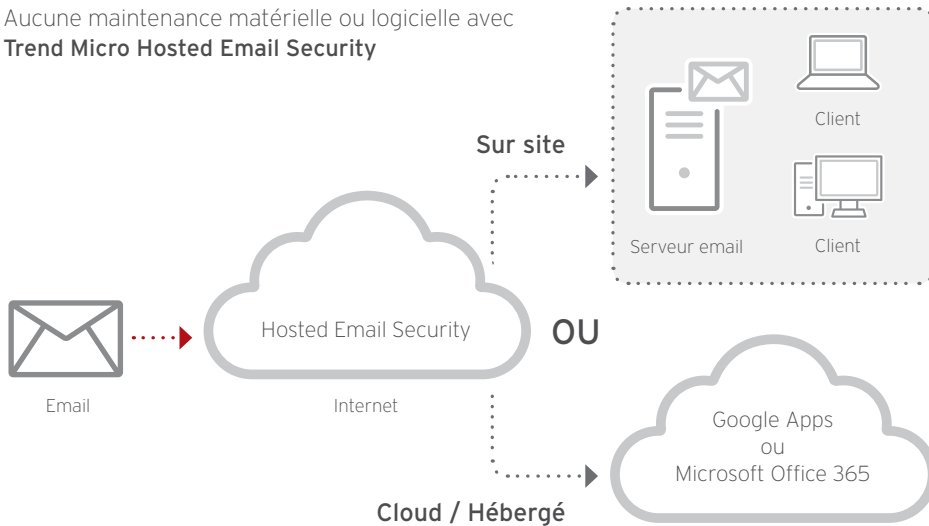 Aucune maintenance matérielle ou logicielle avec
Trend Micro Hosted Email Security
Client
Sur site
Serveur email
Client
Hosted Email Security
OU
Email
Internet
Google Apps
ou
Microsoft Office 365
Cloud / Hébergé